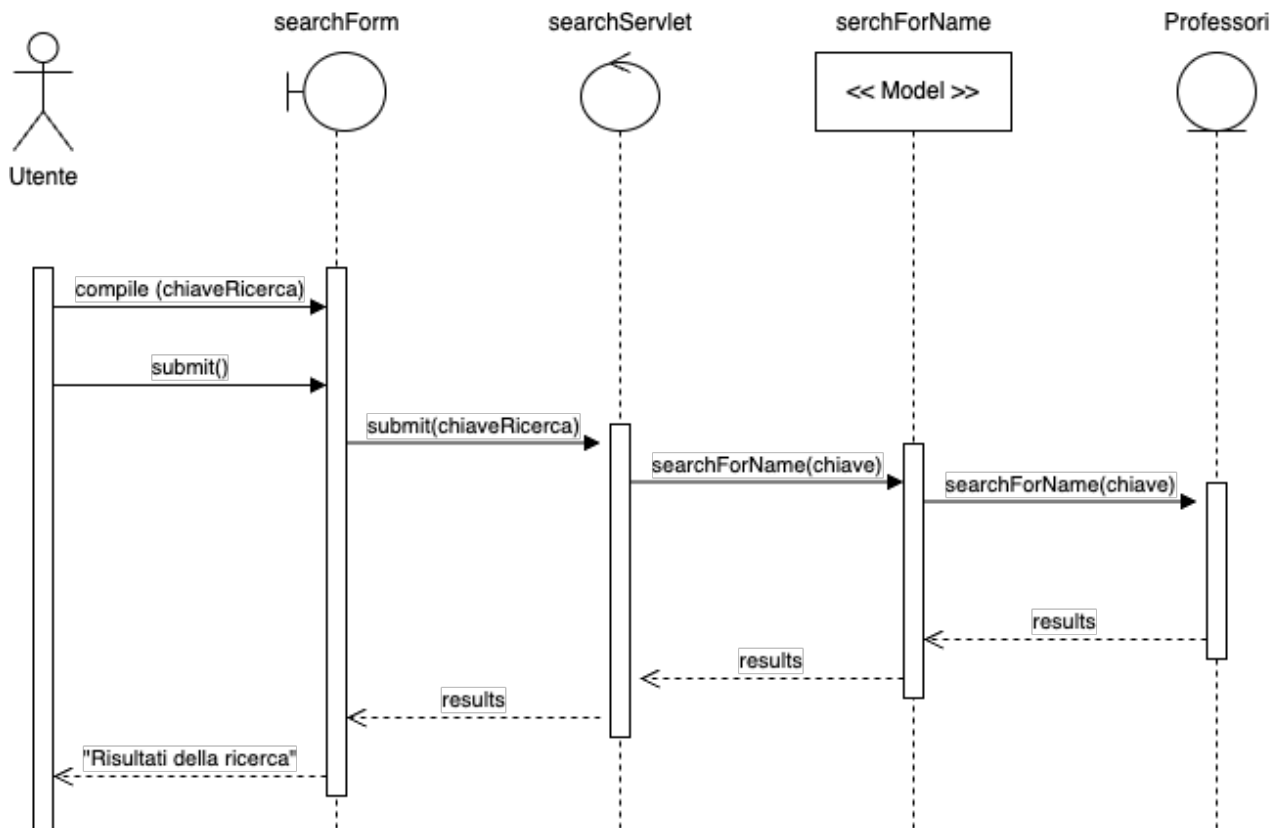 searchForm
searchServlet
serchForName
Professori
<< Model >>
Utente
compile (chiaveRicerca)
submit()
submit(chiaveRicerca)
searchForName(chiave)
searchForName(chiave)
results
results
results
"Risultati della ricerca"